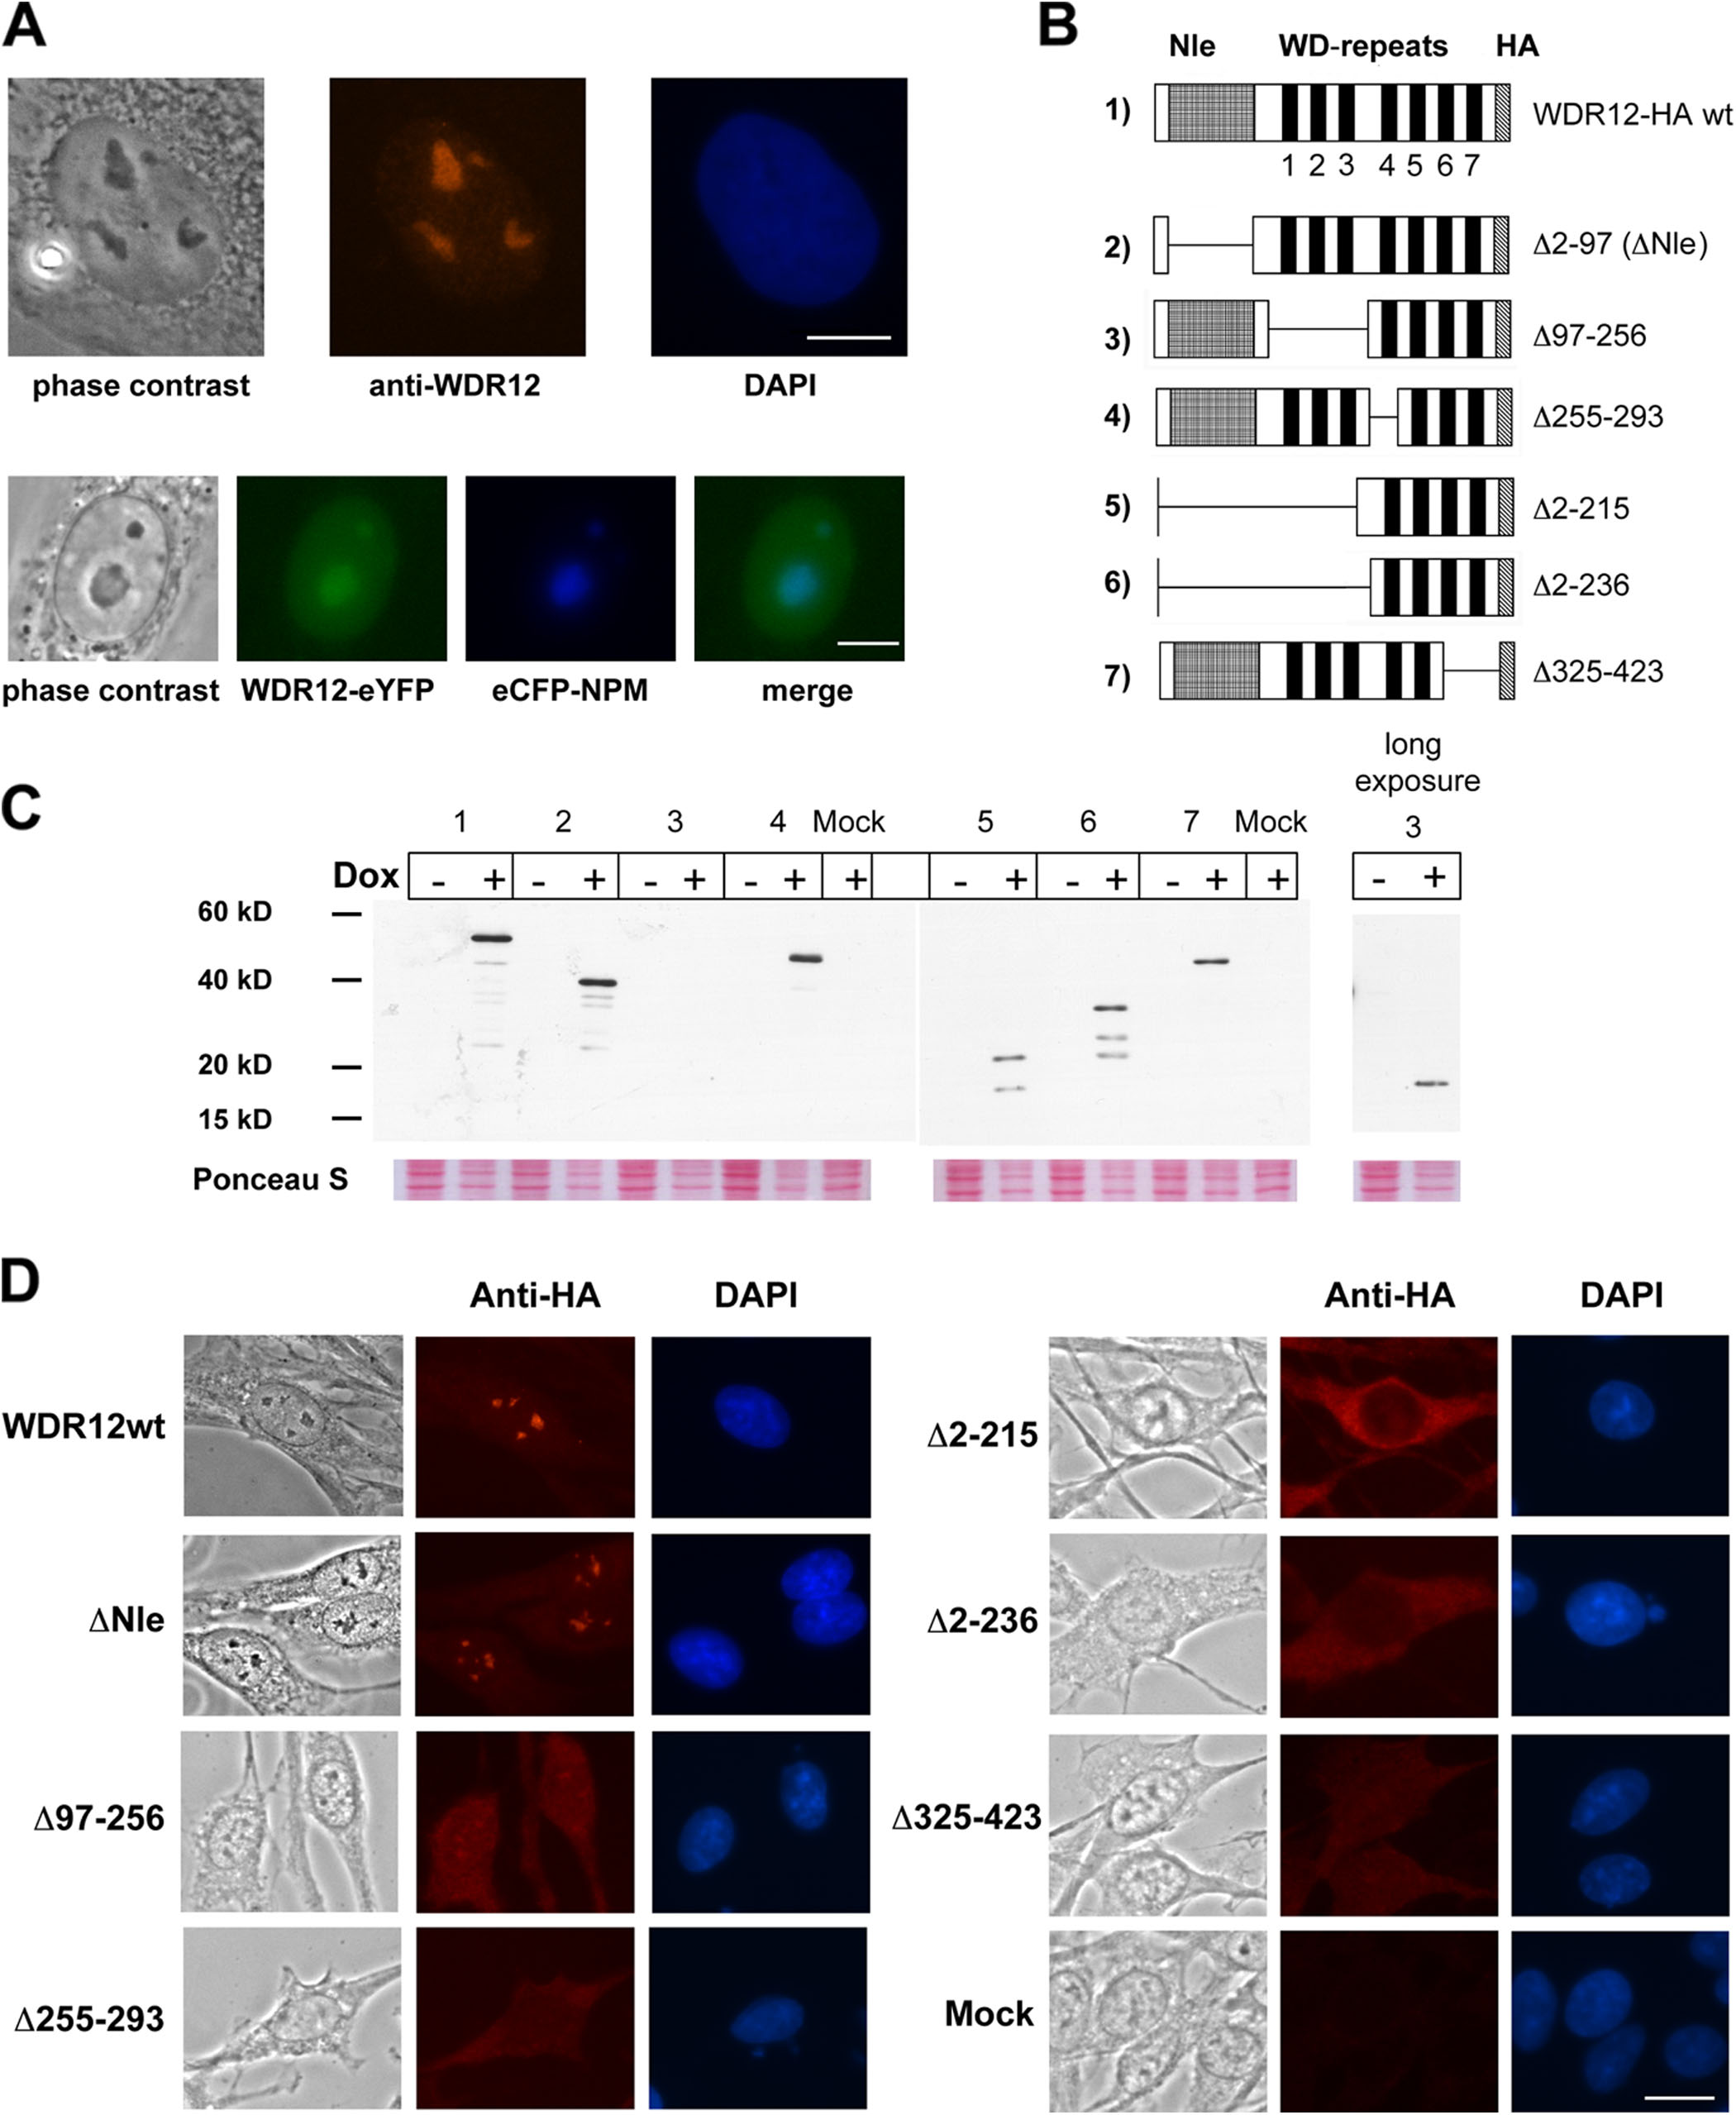 A
phase contrast anti-WDR12 DAPI
phase contrast WDR12-eYFP eCFP-NPM merge
B
Nle WD-repeats HA
1) WDR12-HA wt
1 2 3 4 5 6 7
2) Δ2-97 (ΔNle)
3) Δ97-256
4) Δ255-293
5) Δ2-215
6) Δ2-236
7) Δ325-423
C
long
exposure
1 2 3 4 Mock 5 6 7 Mock 3
Dox - + - + - + - + + - + - + - + + - +
60 kD
40 kD
20 kD
15 kD
Ponceau S
D
Anti-HA DAPI Anti-HA DAPI
WDR12wt Δ2-215
ΔNle Δ2-236
Δ97-256 Δ325-423
Δ255-293 Mock